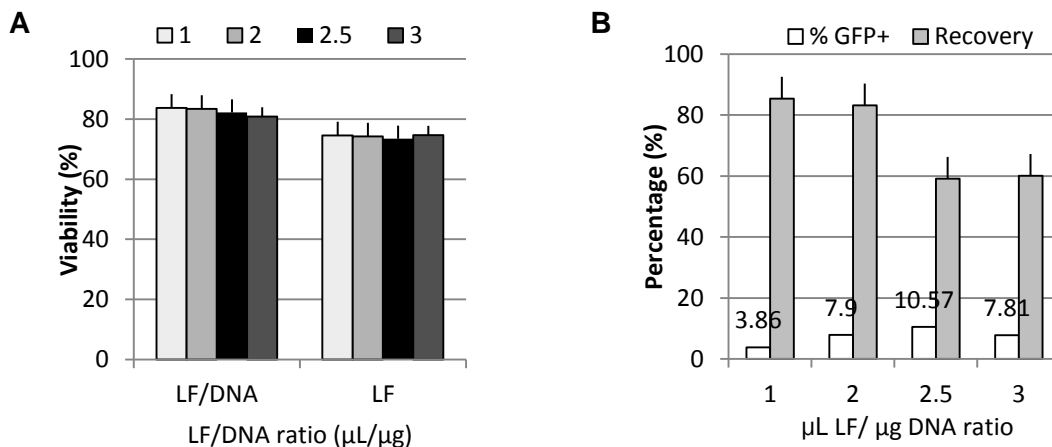 A
1 2 2.5 3
100
80
60
40
20
0
Viability (%)
LF/DNA LF
LF/DNA ratio (µL/µg)
B
% GFP+ Recovery
100
80
60
40
20
0
Percentage (%)
3.86 7.9 10.57 7.81
1 2 2.5 3
µL LF/ µg DNA ratio